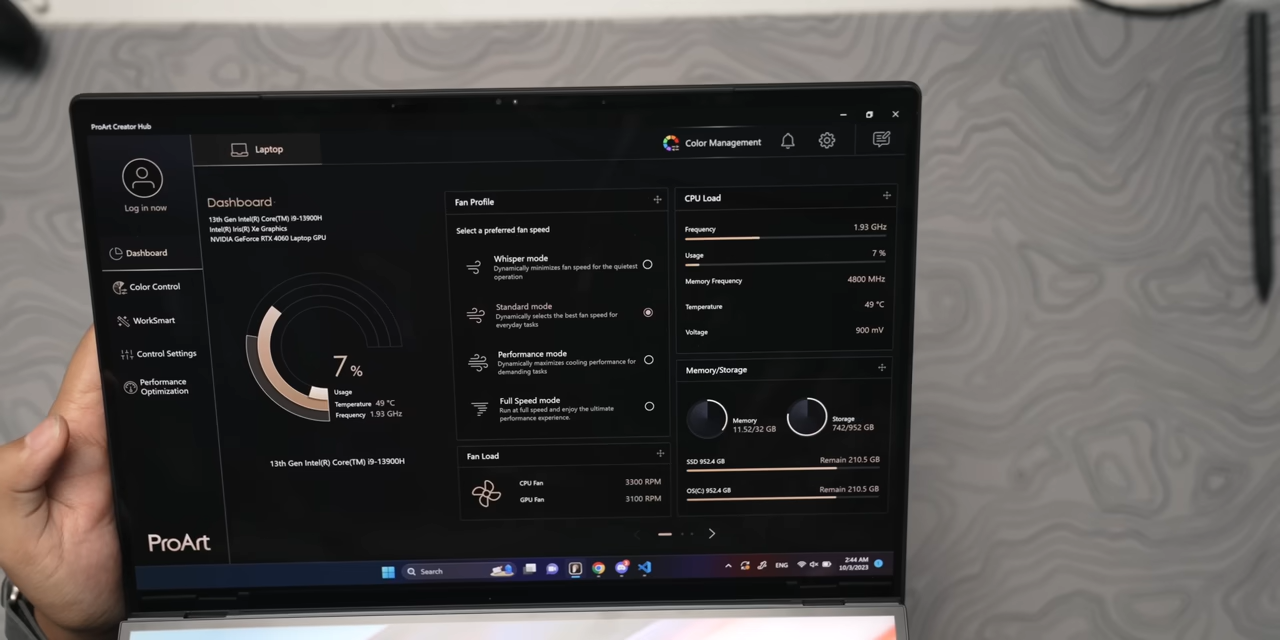 ProArt Creator Hub
Laptop
Color Management
Log in now
Dashboard
Color Control
WorkSmart
Control Settings
Performance
Optimization
ProArt
Dashboard
13th Gen Intel(R) Core(TM) i9-13900H
Intel(R) Iris(R) Xe Graphics
NVIDIA GeForce RTX 4060 Laptop GPU
7 %
Usage
Temperature 49 °C
Frequency 1.93 GHz
13th Gen Intel(R) Core(TM) i9-13900H
Fan Profile
Select a preferred fan speed
Whisper mode
Dynamically minimizes fan speed for the quietest
operation
Standard mode
Dynamically selects the best fan speed for
everyday tasks
Performance mode
Dynamically maximizes cooling performance for
demanding tasks
Full Speed mode
Run at full speed and enjoy the ultimate
performance experience.
Fan Load
CPU Fan 3300 RPM
GPU Fan 3100 RPM
CPU Load
Frequency 1.93 GHz
Usage 7 %
Memory Frequency 4800 MHz
Temperature 49 °C
Voltage 900 mV
Memory/Storage
Memory
11.52/32 GB
Storage
742/952 GB
SSD 952.4 GB Remain 210.5 GB
OS(C:) 952.4 GB Remain 210.5 GB
Search
ENG
2:44 AM
10/3/2023